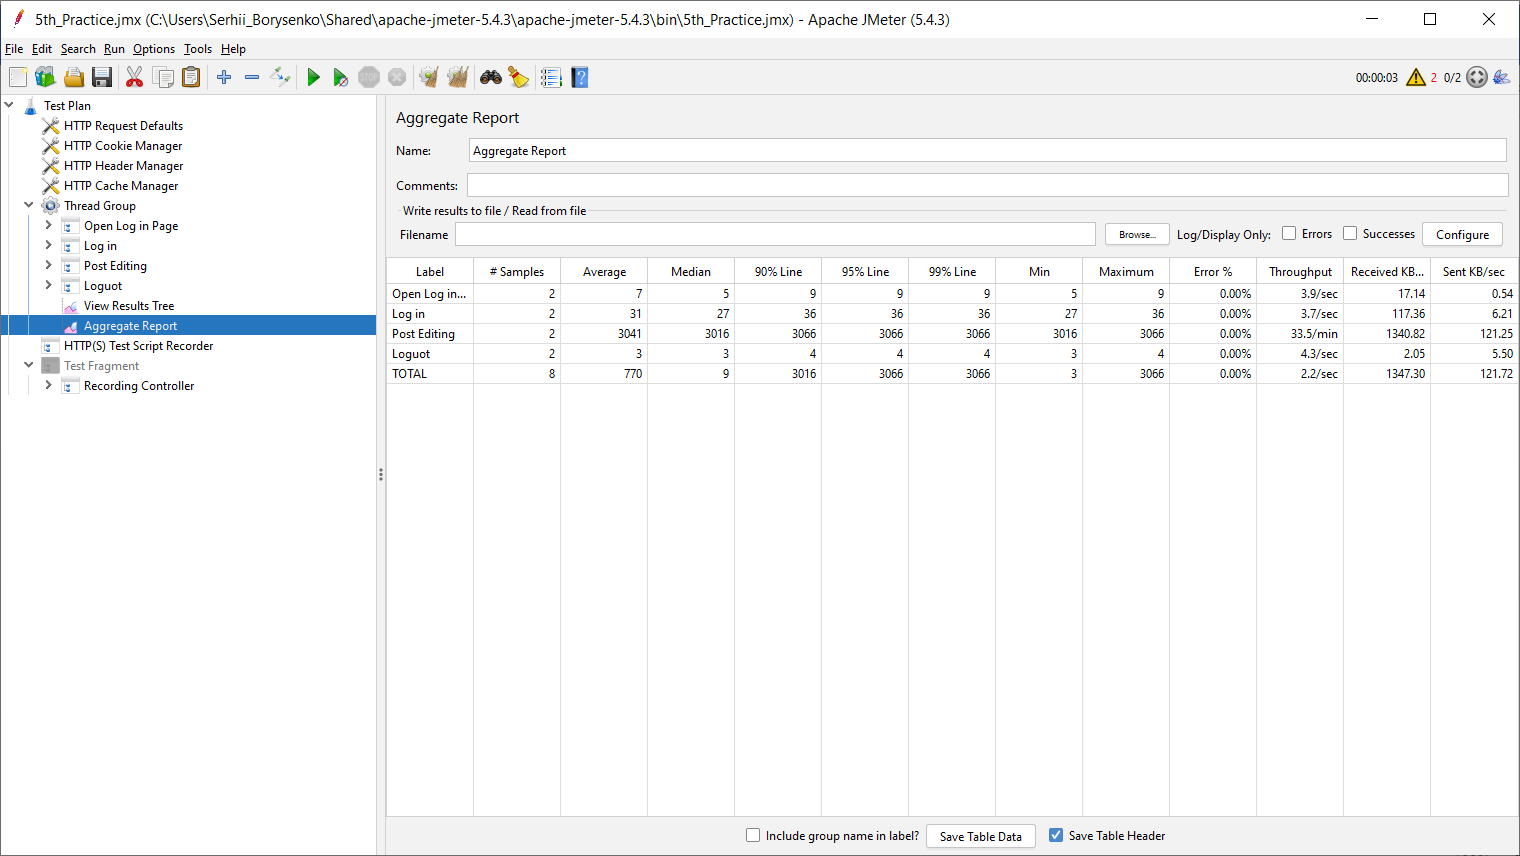 5th_Practice.jmx (C:\Users\Serhii_Borysenko\Shared\apache-jmeter-5.4.3\apache-jmeter-5.4.3\bin\5th_Practice.jmx) - Apache JMeter (5.4.3)
File Edit Search Run Options Tools Help
STOP 00:00:03 2 0/2
Test Plan
HTTP Request Defaults
HTTP Cookie Manager
HTTP Header Manager
HTTP Cache Manager
Thread Group
Open Log in Page
Log in
Post Editing
Loguot
View Results Tree
Aggregate Report
HTTP(S) Test Script Recorder
Test Fragment
Recording Controller
Aggregate Report
Name: Aggregate Report
Comments:
Write results to file / Read from file
Filename Browse... Log/Display Only: Errors Successes Configure
Label # Samples Average Median 90% Line 95% Line 99% Line Min Maximum Error % Throughput Received KB... Sent KB/sec
Open Log in... 2 7 5 9 9 9 5 9 0.00% 3.9/sec 17.14 0.54
Log in 2 31 27 36 36 36 27 36 0.00% 3.7/sec 117.36 6.21
Post Editing 2 3041 3016 3066 3066 3066 3016 3066 0.00% 33.5/min 1340.82 121.25
Loguot 2 3 3 4 4 4 3 4 0.00% 4.3/sec 2.05 5.50
TOTAL 8 770 9 3016 3066 3066 3 3066 0.00% 2.2/sec 1347.30 121.72
Include group name in label? Save Table Data Save Table Header